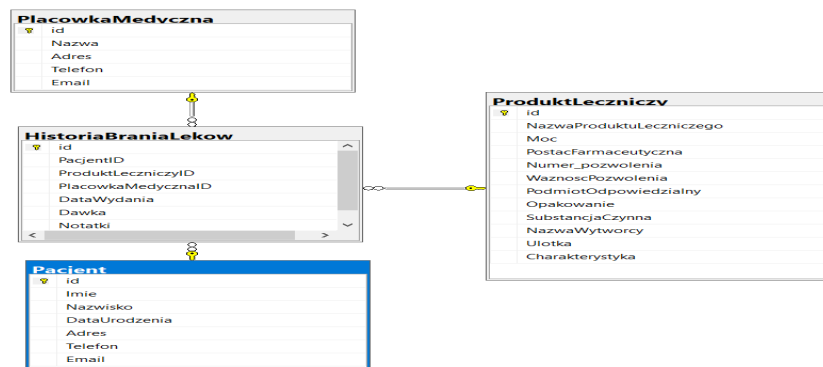 PlacowkaMedyczna
id
Nazwa
Adres
Telefon
Email
HistoriaBraniaLekow
id
PacjentID
ProduktLeczniczyID
PlacowkaMedycznaID
DataWydania
Dawka
Notatki
Pacjent
id
Imie
Nazwisko
DataUrodzenia
Adres
Telefon
Email
ProduktLeczniczy
id
NazwaProduktuLeczniczego
Moc
PostacFarmaceutyczna
Numer_pozwolenia
WaznoscPozwolenia
PodmiotOdpowiedzialny
Opakowanie
SubstancjaCzynna
NazwaWytworcy
Ulotka
Charakterystyka